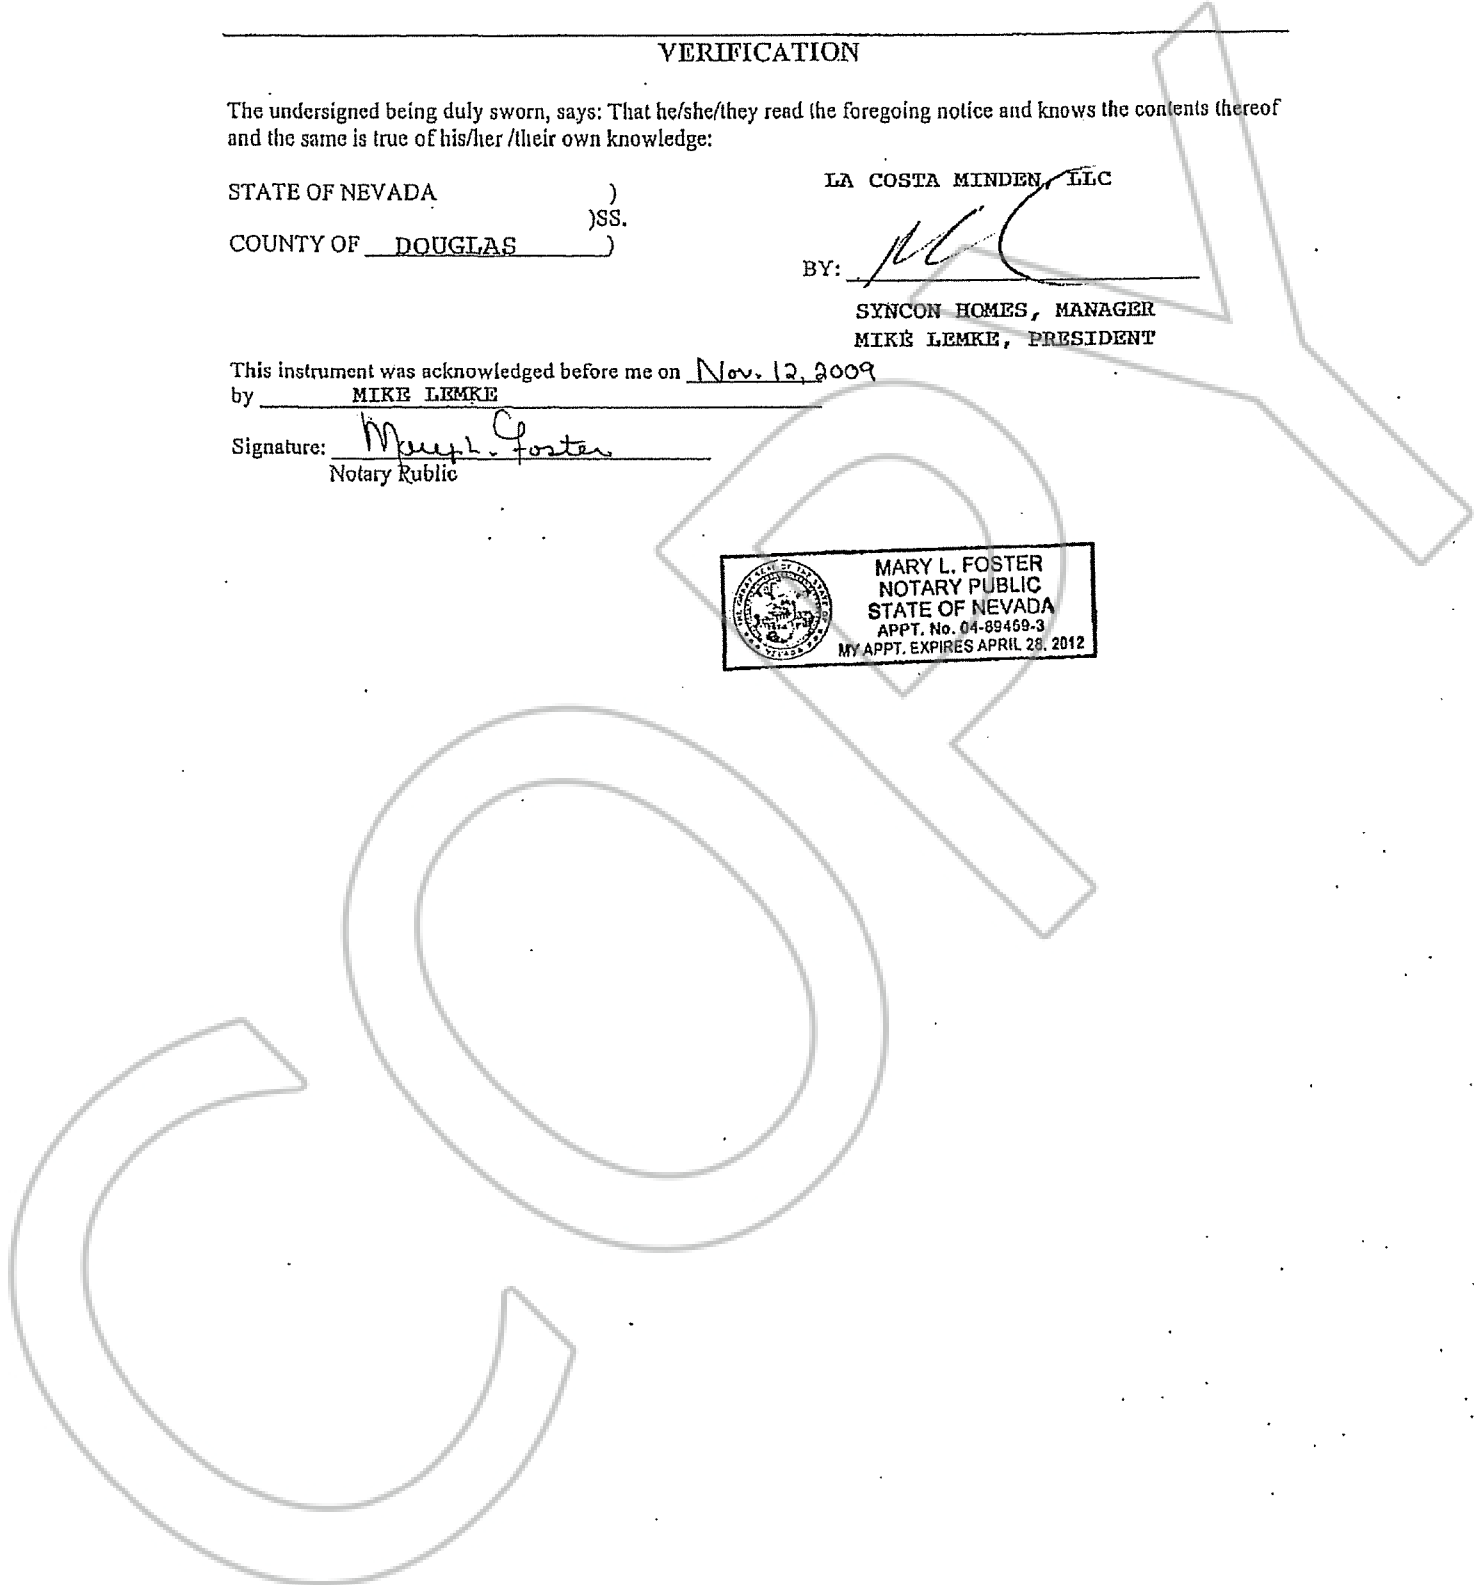 VERIFICATION
The undersigned being duly sworn, says: That he/she/they read the foregoing notice and knows the contents thereof
and the same is true of his/her /their own knowledge:
STATE OF NEVADA )
)SS.
COUNTY OF DOUGLAS )
LA COSTA MINDEN, LLC
BY:
SYNCON HOMES, MANAGER
MIKE LEMKE, PRESIDENT
This instrument was acknowledged before me on Nov. 12, 2009
by MIKE LEMKE
Signature: Mary L. Foster
Notary Public
MARY L. FOSTER
NOTARY PUBLIC
STATE OF NEVADA
APPT. No. 04-89469-3
MY APPT. EXPIRES APRIL 28, 2012
COPY